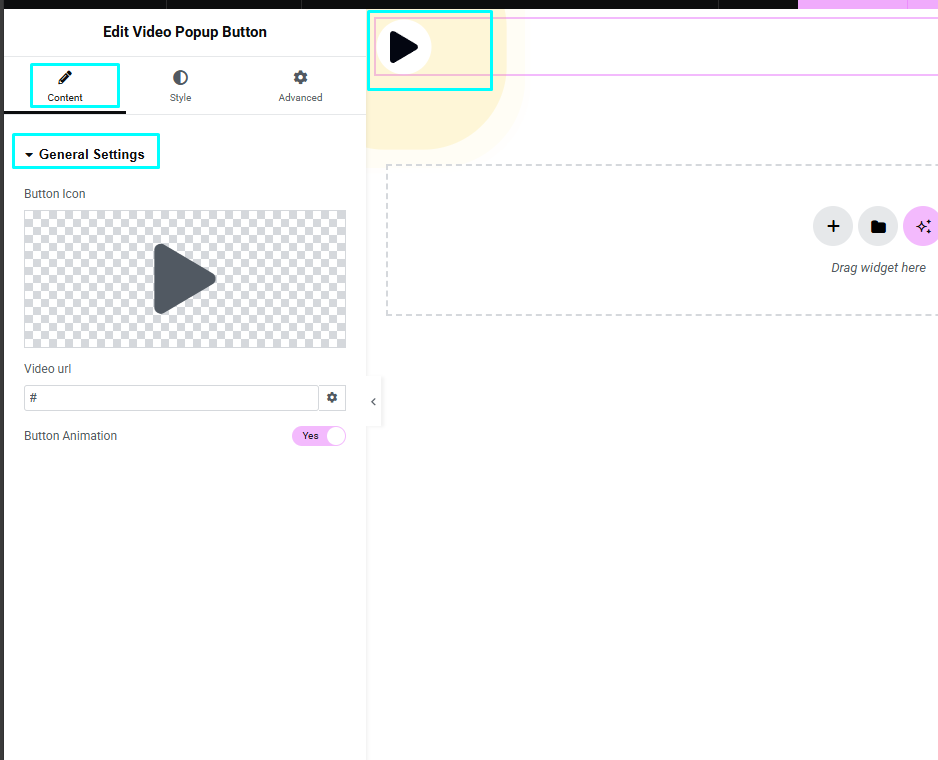 Edit Video Popup Button
Content
Style
Advanced
General Settings
Button Icon
Video url
#
Button Animation
Yes
Drag widget here